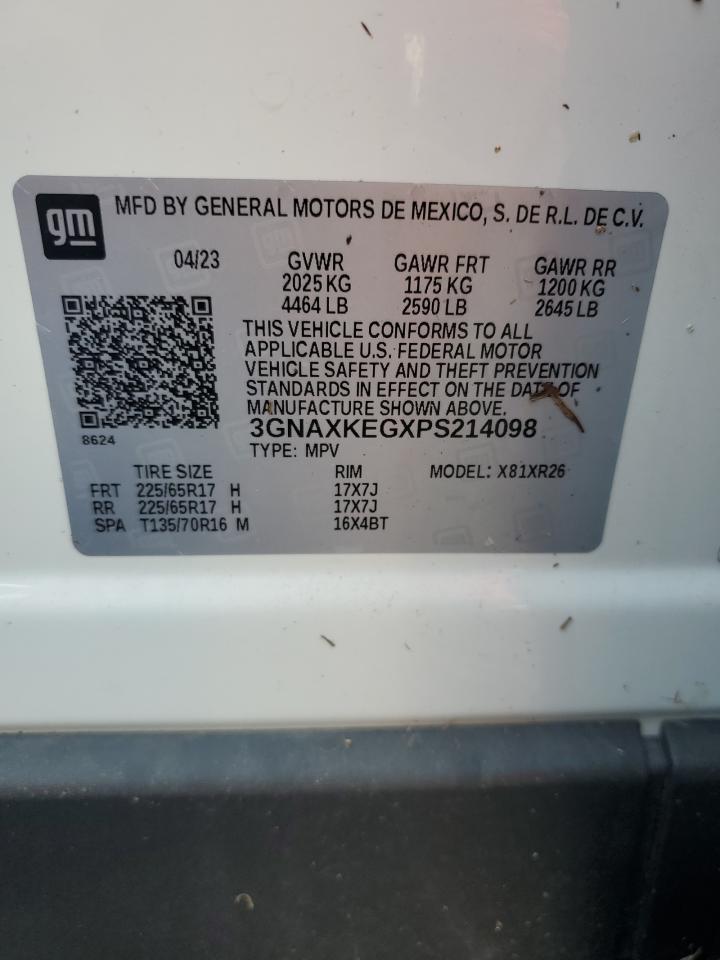 gm MFD BY GENERAL MOTORS DE MEXICO, S. DE R.L. DE C.V.
04/23 GVWR GAWR FRT GAWR RR
2025 KG 1175 KG 1200 KG
4464 LB 2590 LB 2645 LB
THIS VEHICLE CONFORMS TO ALL
APPLICABLE U.S. FEDERAL MOTOR
VEHICLE SAFETY AND THEFT PREVENTION
STANDARDS IN EFFECT ON THE DATE OF
MANUFACTURE SHOWN ABOVE.
8624
3GNAXKEGXPS214098
TYPE: MPV
TIRE SIZE RIM MODEL: X81XR26
FRT 225/65R17 H 17X7J
RR 225/65R17 H 17X7J
SPA T135/70R16 M 16X4BT